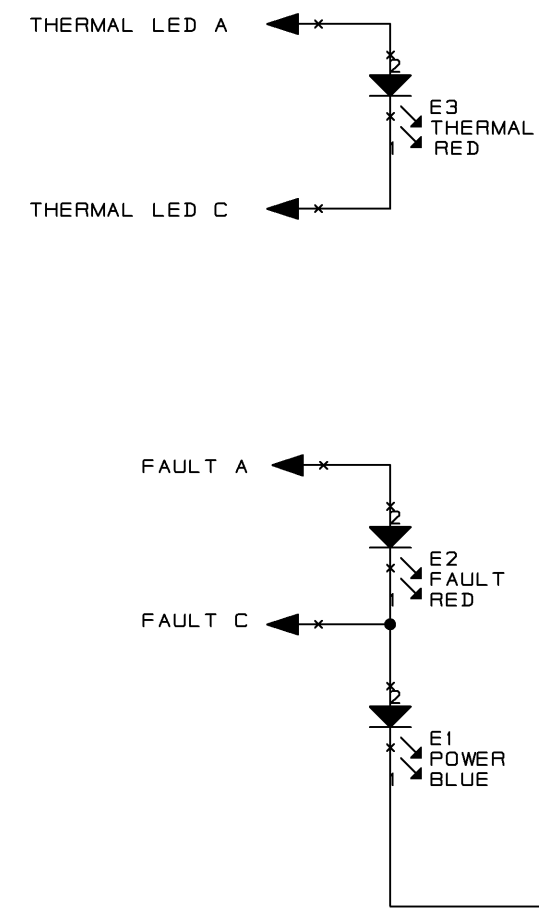 THERMAL LED A
2
E3
THERMAL
1 RED
THERMAL LED C
FAULT A
2
E2
FAULT
1 RED
FAULT C
2
E1
POWER
1 BLUE